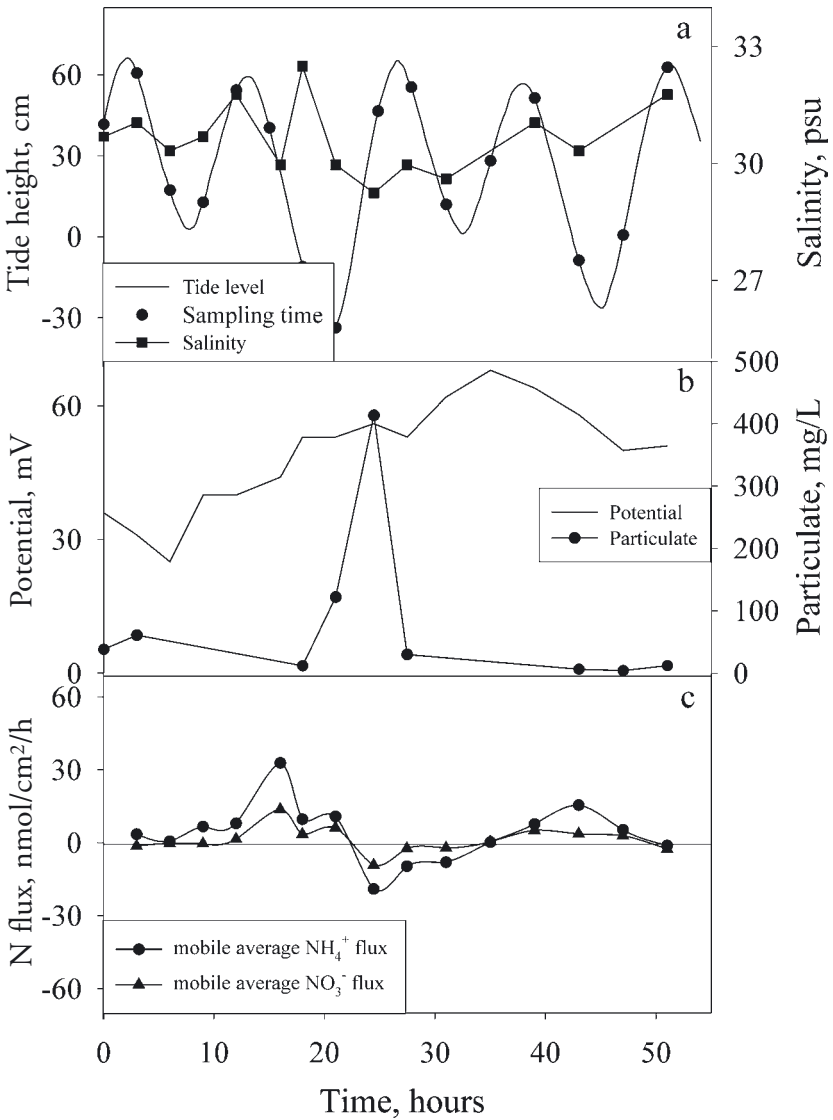 a
Tide height, cm
60
30
0
-30
Salinity, psu
33
30
27
Tide level
Sampling time
Salinity
b
Potential, mV
60
30
0
Particulate, mg/L
500
400
300
200
100
0
Potential
Particulate
c
N flux, nmol/cm²/h
60
30
0
-30
-60
mobile average NH₄⁺ flux
mobile average NO₃⁻ flux
0 10 20 30 40 50
Time, hours